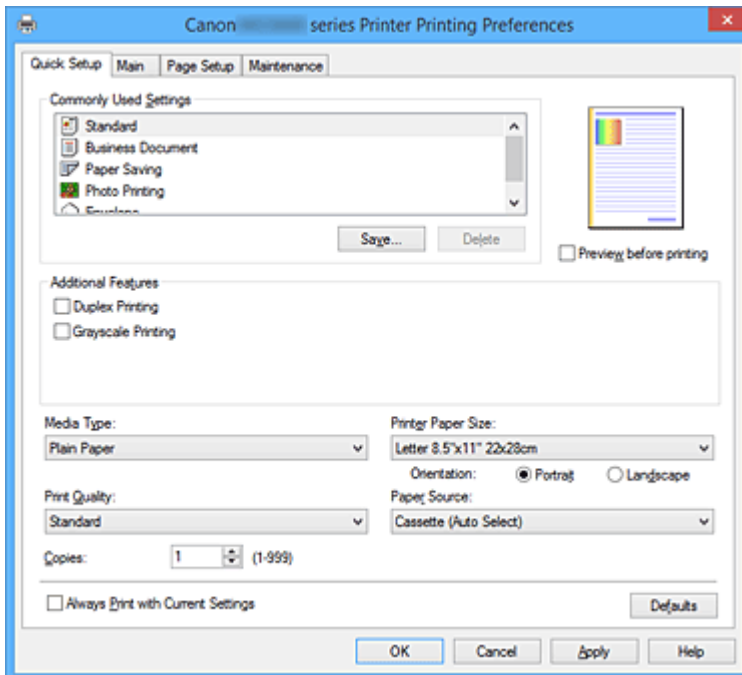 Canon series Printer Printing Preferences
Quick Setup Main Page Setup Maintenance
Commonly Used Settings
Standard
Business Document
Paper Saving
Photo Printing
Envelope
Save... Delete
Preview before printing
Additional Features
Duplex Printing
Grayscale Printing
Media Type: Printer Paper Size:
Plain Paper Letter 8.5"x11" 22x28cm
Orientation: Portrait Landscape
Print Quality: Paper Source:
Standard Cassette (Auto Select)
Copies: 1 (1-999)
Always Print with Current Settings Defaults
OK Cancel Apply Help